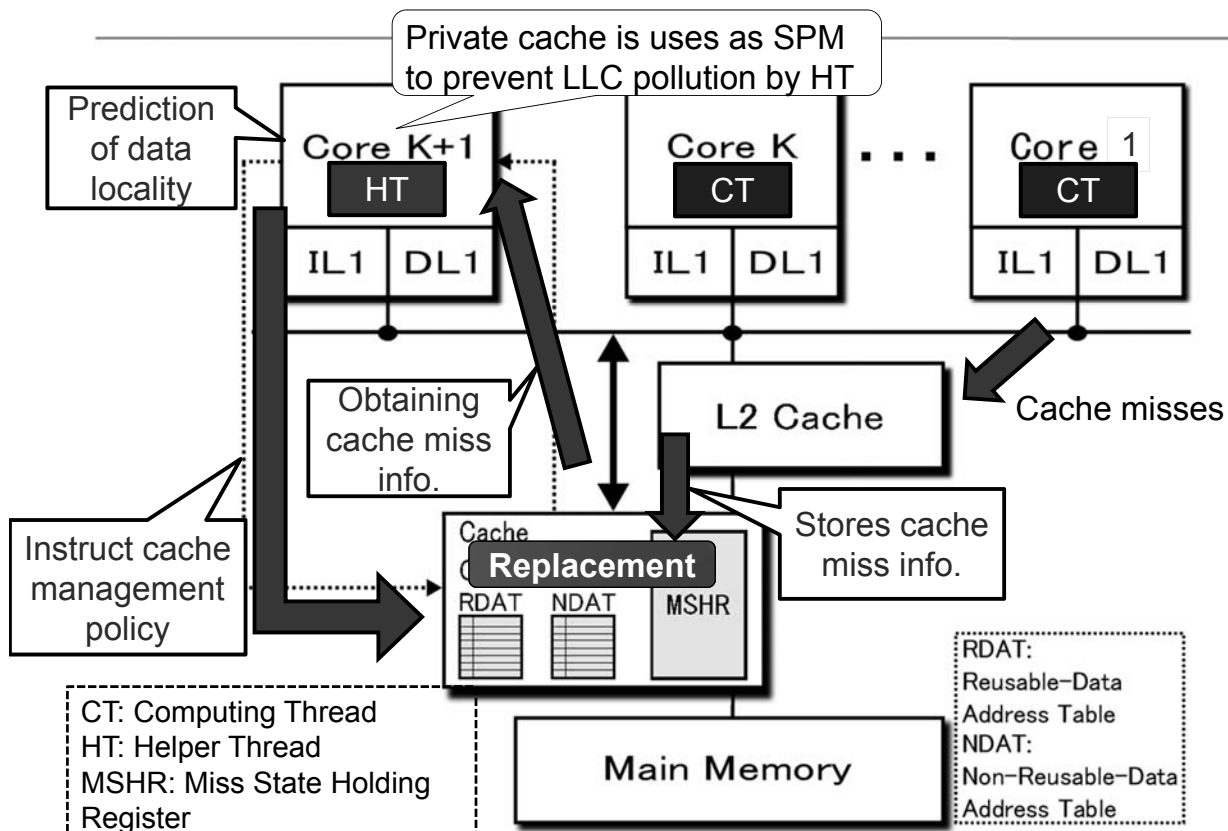 Private cache is uses as SPM
to prevent LLC pollution by HT
Prediction
of data
locality
Core K+1
HT
IL1 DL1
Core K
CT
IL1 DL1
Core 1
CT
IL1 DL1
Obtaining
cache miss
info.
L2 Cache
Cache misses
Instruct cache
management
policy
Cache
Replacement
RDAT NDAT MSHR
Stores cache
miss info.
CT: Computing Thread
HT: Helper Thread
MSHR: Miss State Holding
Register
Main Memory
RDAT:
Reusable-Data
Address Table
NDAT:
Non-Reusable-Data
Address Table